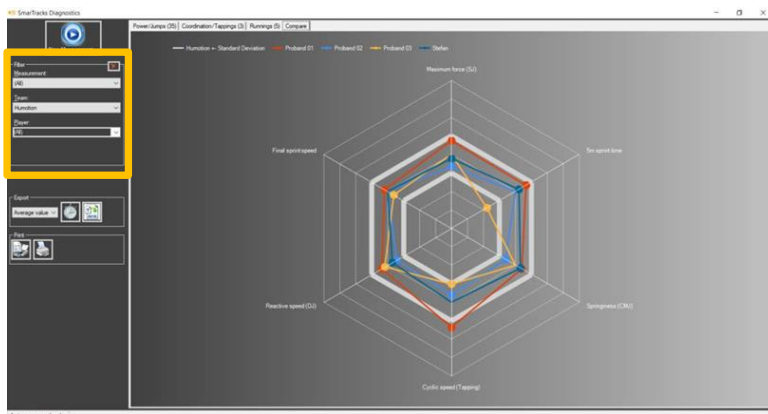 SmarTracks Diagnostics
Power/Jumps (35) Coordination/Tappings (3) Runnings (5) Compare
Humotion +- Standard Deviation Proband 01 Proband 02 Proband 03 Stefan
Filter
Measurement:
(All)
Team:
Humotion
Player:
(All)
Export
Average value
Print
Maximum force (SJ)
5m sprint time
Springiness (CMJ)
Cyclic speed (Tapping)
Reactive speed (DJ)
Final sprint speed